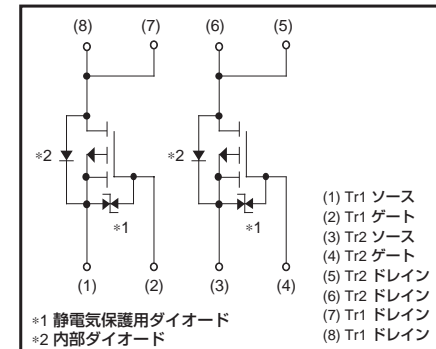 (8) (7) (6) (5)
∗2 ∗2
∗1 ∗1
(1) (2) (3) (4)
(1) Tr1 ソース
(2) Tr1 ゲート
(3) Tr2 ソース
(4) Tr2 ゲート
(5) Tr2 ドレイン
(6) Tr2 ドレイン
(7) Tr1 ドレイン
(8) Tr1 ドレイン
∗1 静電気保護用ダイオード
∗2 内部ダイオード